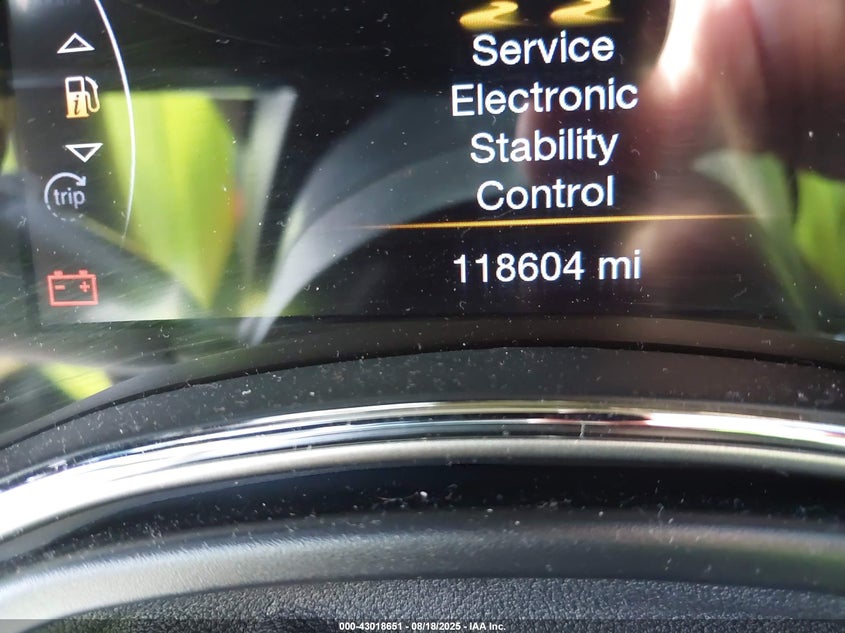 Service
Electronic
Stability
Control
trip
118604 mi
000-43018651 - 08/18/2025 - IAA Inc.